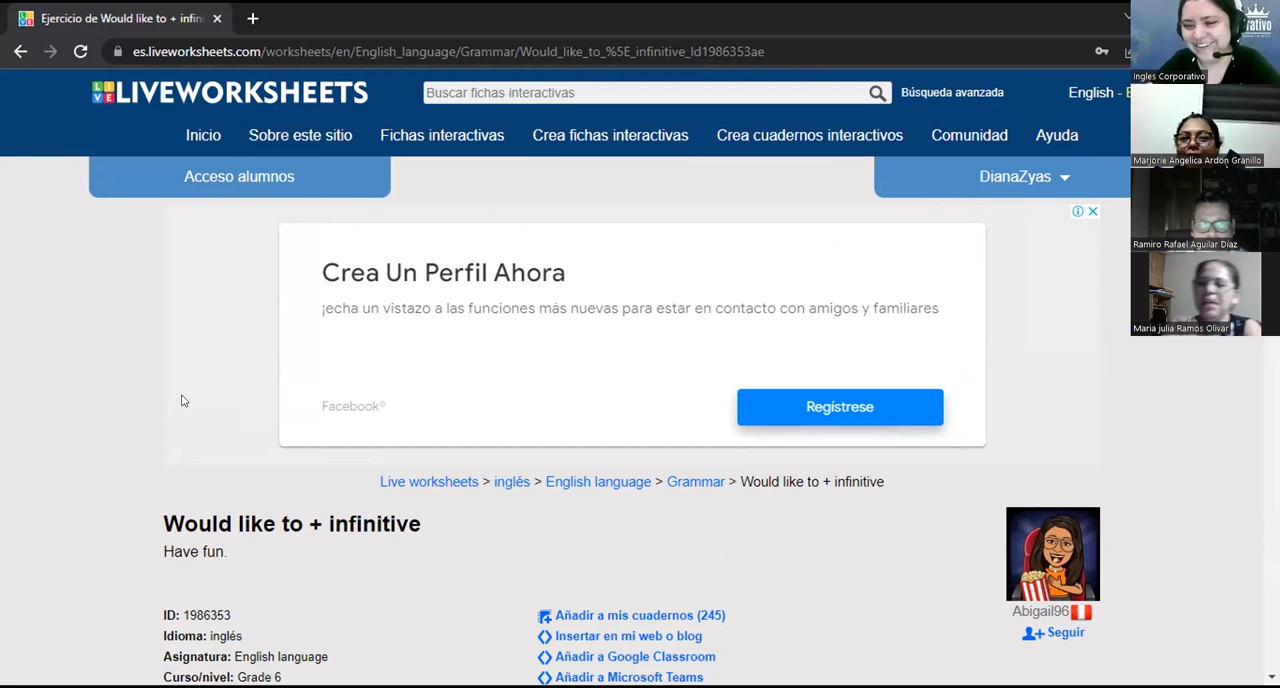 Ejercicio de Would like to + infini
es.liveworksheets.com/worksheets/en/English_language/Grammar/Would_like_to_%5E_infinitive_ld1986353ae
LIVEWORKSHEETS
Buscar fichas interactivas
Búsqueda avanzada
English - E
Inicio
Sobre este sitio
Fichas interactivas
Crea fichas interactivas
Crea cuadernos interactivos
Comunidad
Ayuda
Acceso alumnos
DianaZyas
Crea Un Perfil Ahora
¡echa un vistazo a las funciones más nuevas para estar en contacto con amigos y familiares
Facebook®
Regístrese
Live worksheets > inglés > English language > Grammar > Would like to + infinitive
Would like to + infinitive
Have fun.
ID: 1986353
Idioma: inglés
Asignatura: English language
Curso/nivel: Grade 6
Añadir a mis cuadernos (245)
Insertar en mi web o blog
Añadir a Google Classroom
Añadir a Microsoft Teams
Abigail96
Seguir
Ingles Corporativo
Marjorie Angelica Ardon Granillo
Ramiro Rafael Aguilar Díaz
Maria julia Ramos Olivar